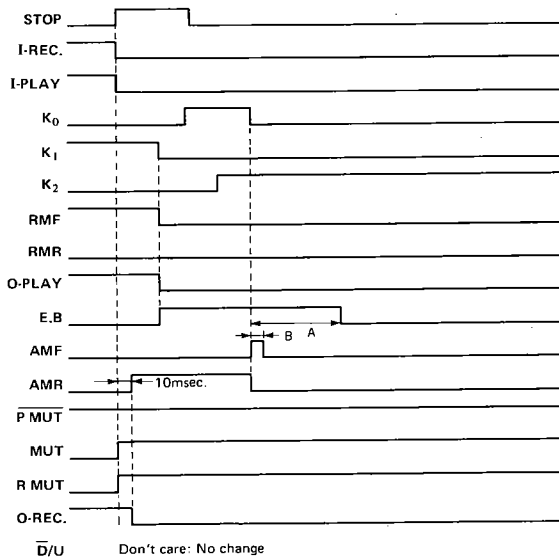 STOP
I-REC.
I-PLAY
K₀
K₁
K₂
RMF
RMR
O-PLAY
E.B
B A
AMF
AMR
10msec.
P MUT
MUT
R MUT
O-REC.
D̅/U Don't care: No change